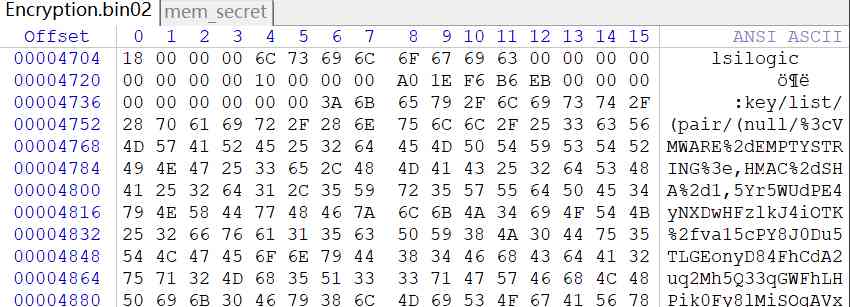 Encryption.bin02 mem_secret
Offset 0 1 2 3 4 5 6 7 8 9 10 11 12 13 14 15 ANSI ASCII
00004704 18 00 00 00 6C 73 69 6C 6F 67 69 63 00 00 00 00 lsilogic
00004720 00 00 00 00 10 00 00 00 A0 1E F6 B6 EB 00 00 00 ö¶ë
00004736 00 00 00 00 00 00 3A 6B 65 79 2F 6C 69 73 74 2F :key/list/
00004752 28 70 61 69 72 2F 28 6E 75 6C 6C 2F 25 33 63 56 (pair/(null/%3cV
00004768 4D 57 41 52 45 25 32 64 45 4D 50 54 59 53 54 52 MWARE%2dEMPTYSTR
00004784 49 4E 47 25 33 65 2C 48 4D 41 43 25 32 64 53 48 ING%3e,HMAC%2dSH
00004800 41 25 32 64 31 2C 35 59 72 35 57 55 64 50 45 34 A%2d1,5Yr5WUdPE4
00004816 79 4E 58 44 77 48 46 7A 6C 6B 4A 34 69 4F 54 4B yNXDwHFzlkJ4iOTK
00004832 25 32 66 76 61 31 35 63 50 59 38 4A 30 44 75 35 %2fva15cPY8J0Du5
00004848 54 4C 47 45 6F 6E 79 44 38 34 46 68 43 64 41 32 TLGEonyD84FhCdA2
00004864 75 71 32 4D 68 35 51 33 33 71 47 57 46 68 4C 48 uq2Mh5Q33qGWFhLH
00004880 50 69 6B 30 46 79 38 6C 4D 69 53 4F 67 41 56 78 Pik0Fy8lMiSOgAVx